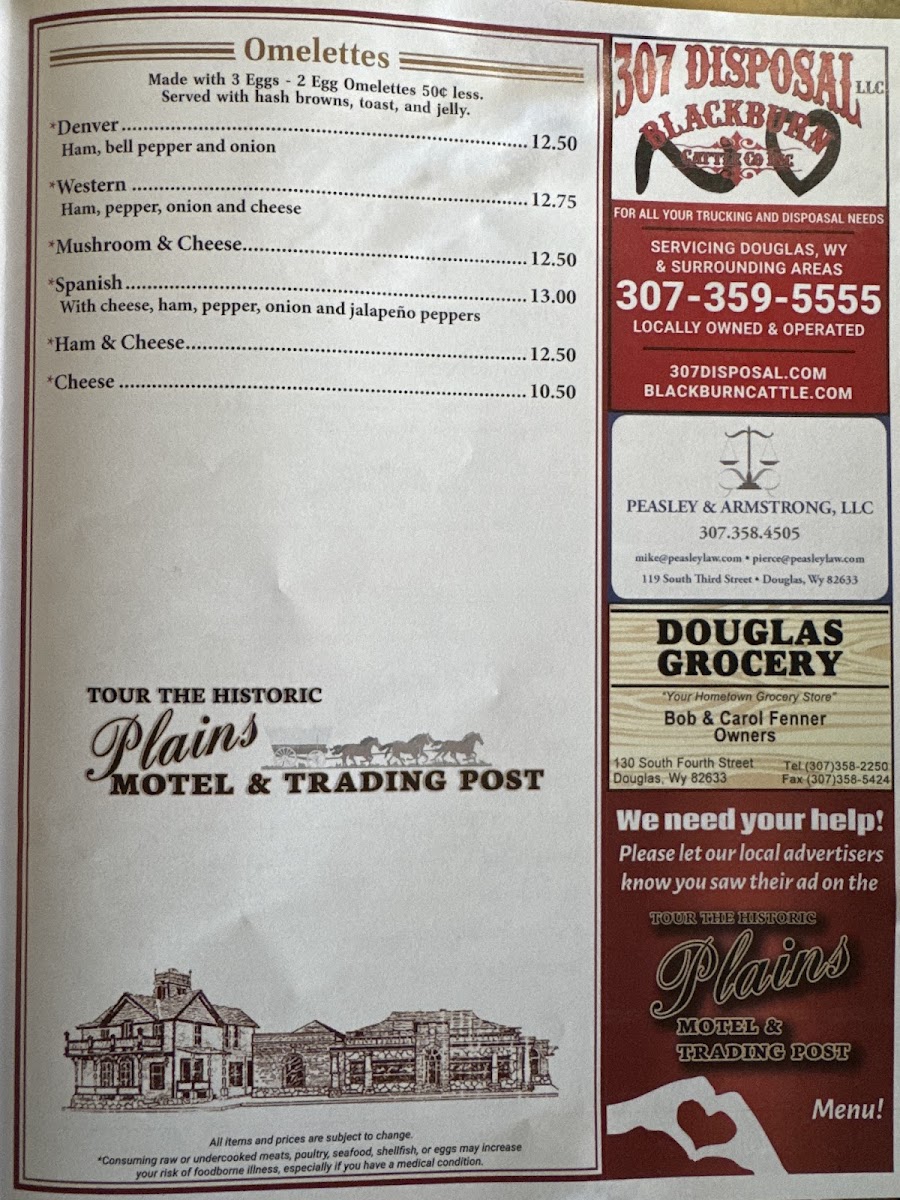 Omelettes
Made with 3 Eggs - 2 Egg Omelettes 50¢ less.
Served with hash browns, toast, and jelly.
*Denver 12.50
Ham, bell pepper and onion
*Western 12.75
Ham, pepper, onion and cheese
*Mushroom & Cheese 12.50
*Spanish 13.00
With cheese, ham, pepper, onion and jalapeño peppers
*Ham & Cheese 12.50
*Cheese 10.50
TOUR THE HISTORIC
Plains
MOTEL & TRADING POST
All items and prices are subject to change.
*Consuming raw or undercooked meats, poultry, seafood, shellfish, or eggs may increase
your risk of foodborne illness, especially if you have a medical condition.
307 DISPOSAL LLC
BLACKBURN
CATTLE CO LLC
FOR ALL YOUR TRUCKING AND DISPOASAL NEEDS
SERVICING DOUGLAS, WY
& SURROUNDING AREAS
307-359-5555
LOCALLY OWNED & OPERATED
307DISPOSAL.COM
BLACKBURNCATTLE.COM
PEASLEY & ARMSTRONG, LLC
307.358.4505
mike@peasleylaw.com • pierce@peasleylaw.com
119 South Third Street • Douglas, Wy 82633
DOUGLAS
GROCERY
"Your Hometown Grocery Store"
Bob & Carol Fenner
Owners
130 South Fourth Street Tel (307)358-2250
Douglas, Wy 82633 Fax (307)358-5424
We need your help!
Please let our local advertisers
know you saw their ad on the
TOUR THE HISTORIC
Plains
MOTEL &
TRADING POST
Menu!